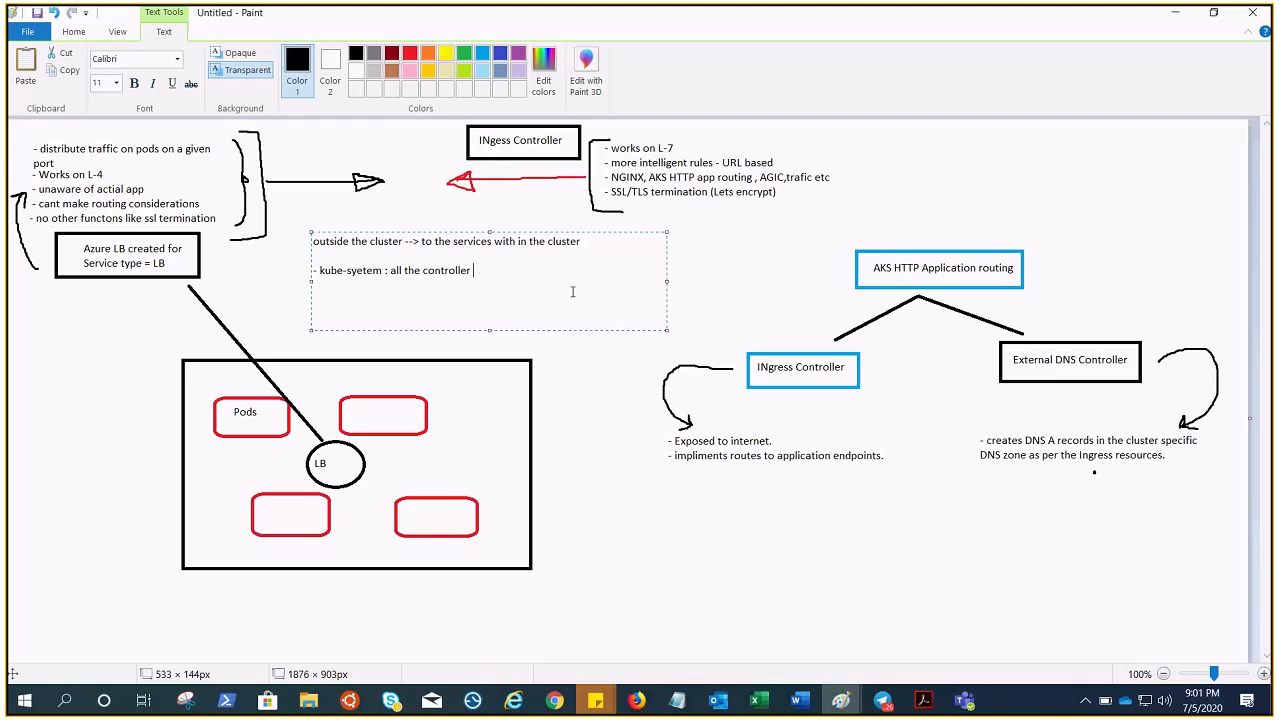 Text Tools
Untitled - Paint
File
Home
View
Text
Paste
Cut
Copy
Clipboard
Calibri
11
B
I
U
abc
Font
Opaque
Transparent
Background
Color
1
Color
2
Edit
colors
Colors
Edit with
Paint 3D
- distribute traffic on pods on a given
port
- Works on L-4
- unaware of actial app
- cant make routing considerations
- no other functons like ssl termination
Azure LB created for
Service type = LB
INgess Controller
- works on L-7
- more intelligent rules - URL based
- NGINX, AKS HTTP app routing , AGIC,trafic etc
- SSL/TLS termination (Lets encrypt)
outside the cluster --> to the services with in the cluster
- kube-syetem : all the controller
AKS HTTP Application routing
INgress Controller
External DNS Controller
- Exposed to internet.
- impliments routes to application endpoints.
- creates DNS A records in the cluster specific
DNS zone as per the Ingress resources.
Pods
LB
533 × 144px
1876 × 903px
100%
9:01 PM
7/5/2020